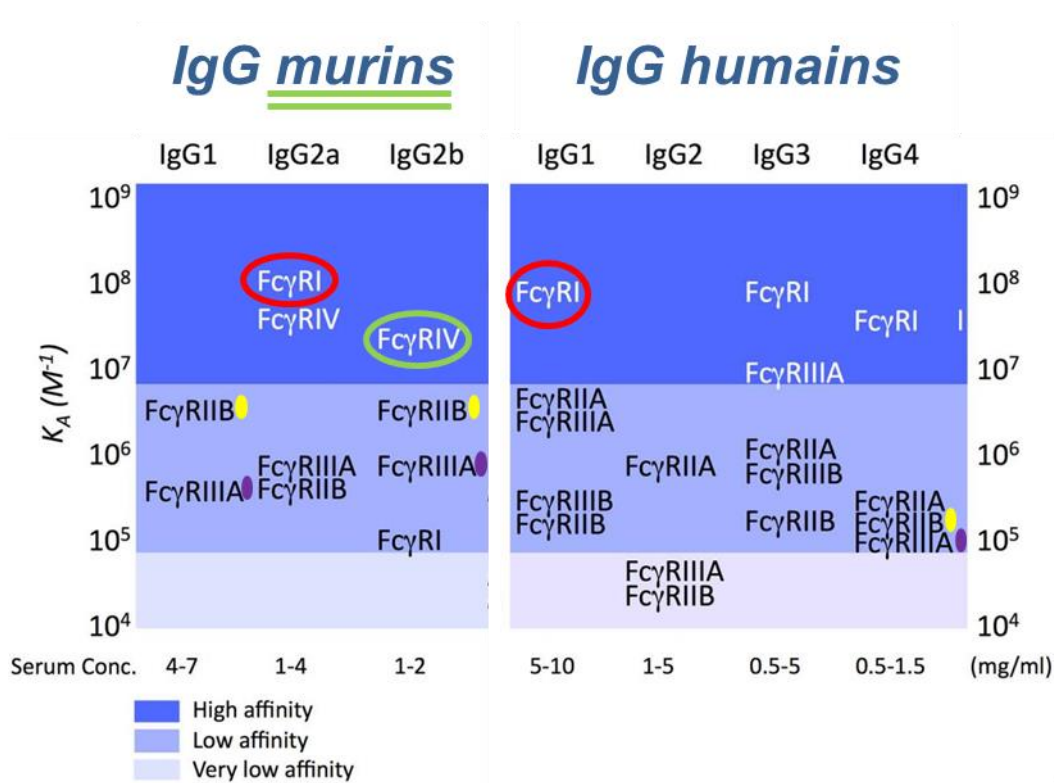 IgG murins IgG humains
IgG1 IgG2a IgG2b IgG1 IgG2 IgG3 IgG4
10⁹ 10⁹
10⁸ FcγRI FcγRI FcγRI 10⁸
FcγRIV FcγRI I
FcγRIV
10⁷ FcγRIIIA 10⁷
K_A (M⁻¹)
FcγRIIB FcγRIIB FcγRIIA
FcγRIIIA
10⁶ FcγRIIA 10⁶
FcγRIIIA FcγRIIIA FcγRIIA FcγRIIIB
FcγRIIIA FcγRIIB FcγRIIIB FcγRIIA
FcγRIIB FcγRIIB FcγRIIB
10⁵ FcγRI FcγRIIIA 10⁵
FcγRIIIA
FcγRIIB
10⁴ 10⁴
Serum Conc. 4-7 1-4 1-2 5-10 1-5 0.5-5 0.5-1.5 (mg/ml)
High affinity
Low affinity
Very low affinity